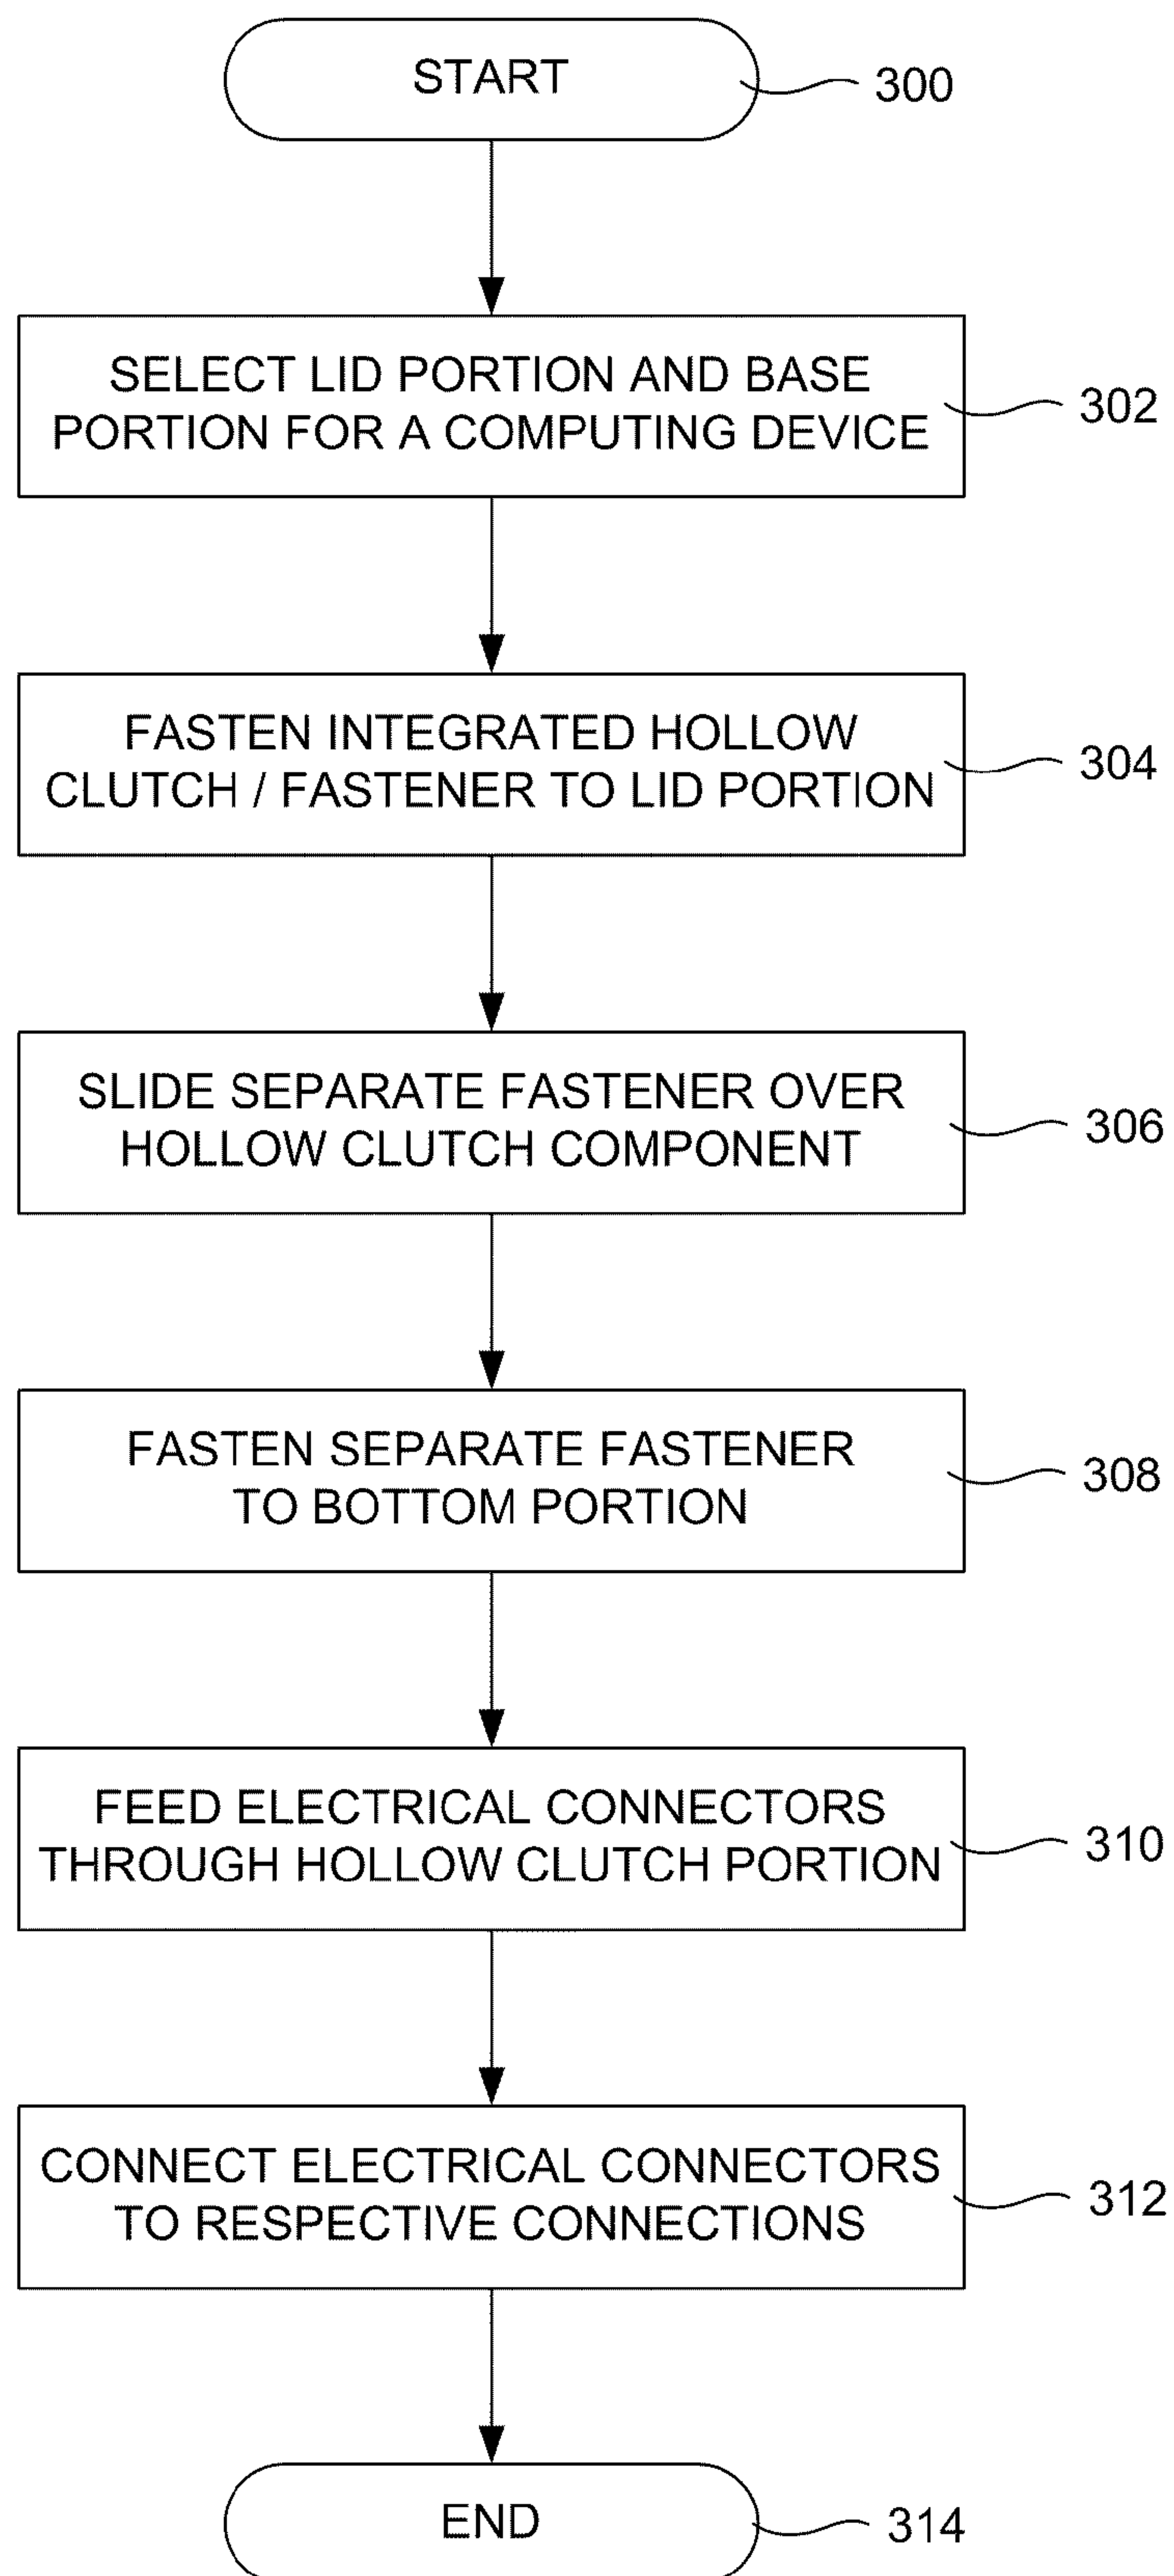 START
300
SELECT LID PORTION AND BASE
PORTION FOR A COMPUTING DEVICE
302
FASTEN INTEGRATED HOLLOW
CLUTCH / FASTENER TO LID PORTION
304
SLIDE SEPARATE FASTENER OVER
HOLLOW CLUTCH COMPONENT
306
FASTEN SEPARATE FASTENER
TO BOTTOM PORTION
308
FEED ELECTRICAL CONNECTORS
THROUGH HOLLOW CLUTCH PORTION
310
CONNECT ELECTRICAL CONNECTORS
TO RESPECTIVE CONNECTIONS
312
END
314